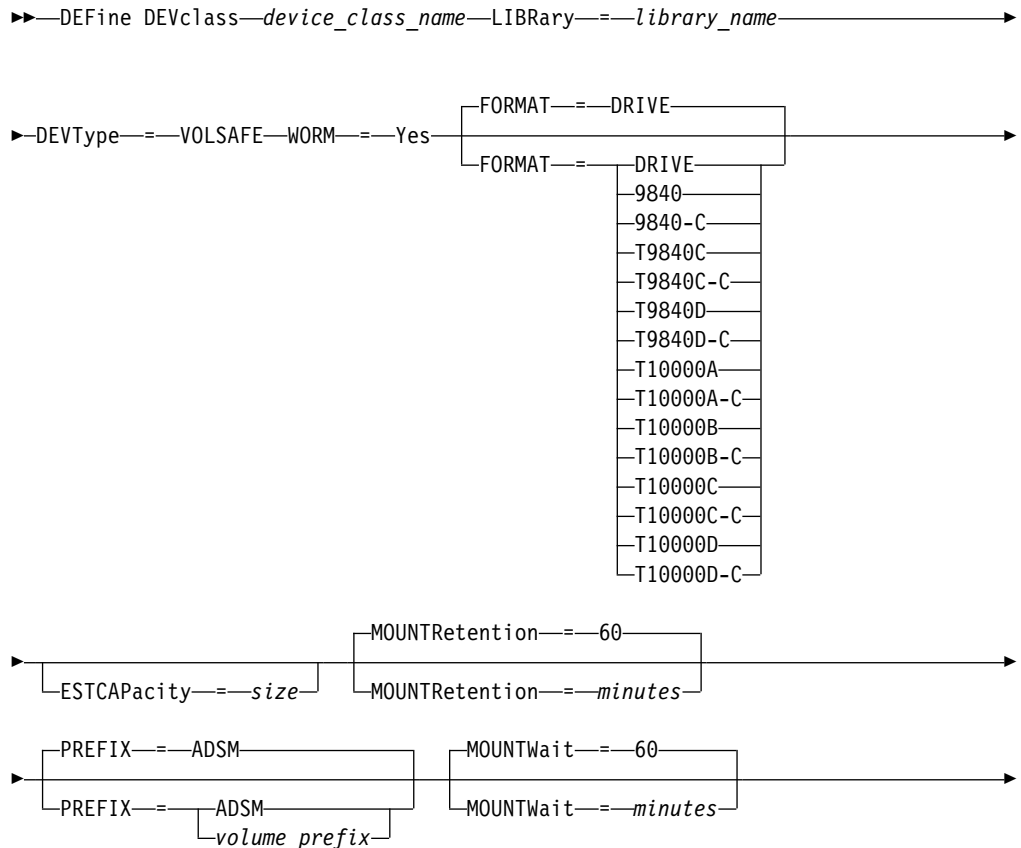 DEFine DEVclass device_class_name LIBRary = library_name
FORMAT = DRIVE
DEVType = VOLSAFE WORM = Yes
FORMAT = DRIVE
9840
9840-C
T9840C
T9840C-C
T9840D
T9840D-C
T10000A
T10000A-C
T10000B
T10000B-C
T10000C
T10000C-C
T10000D
T10000D-C
MOUNTRetention = 60
ESTCAPacity = size
MOUNTRetention = minutes
PREFIX = ADSM
MOUNTWait = 60
PREFIX = ADSM
MOUNTWait = minutes
volume prefix